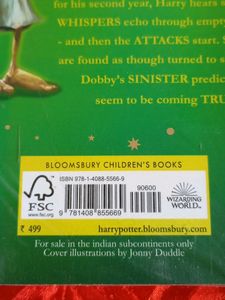 for his second year, Harry hears s
WHISPERS echo through empty
- and then the ATTACKS start. S
are found as though turned to s
Dobby's SINISTER predic
seem to be coming TRU
BLOOMSBURY CHILDREN'S BOOKS
ISBN 978-1-4088-5566-9
90600
FSC
www.fsc.org
9 781408 855669
WIZARDING
WORLD
₹ 499
harrypotter.bloomsbury.com
For sale in the indian subcontinents only
Cover illustrations by Jonny Duddle